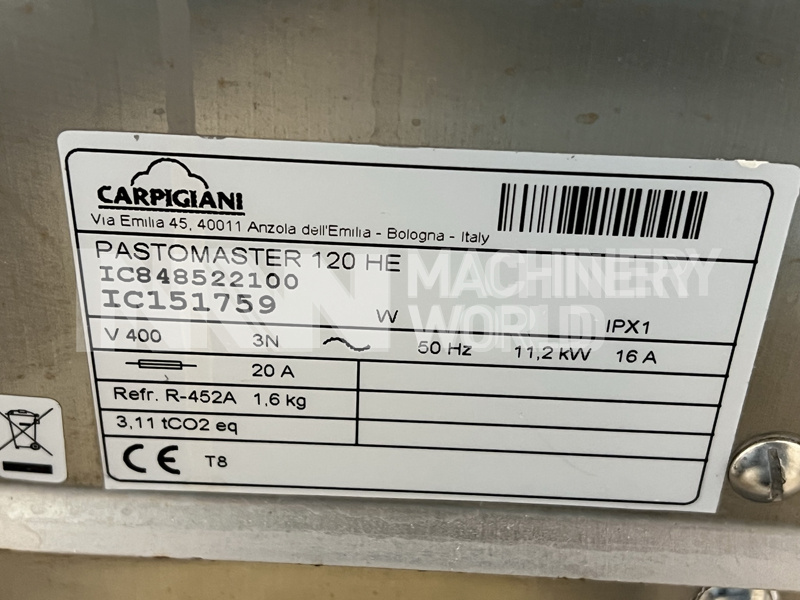 CARPIGIANI
Via Emilia 45, 40011 Anzola dell'Emilia - Bologna - Italy
PASTOMASTER 120 HE
IC848522100
IC151759
W
IPX1
V 400 3N 50 Hz 11,2 kW 16 A
20 A
Refr. R-452A 1,6 kg
3,11 tCO2 eq
CE T8
MACHINERY
WORLD